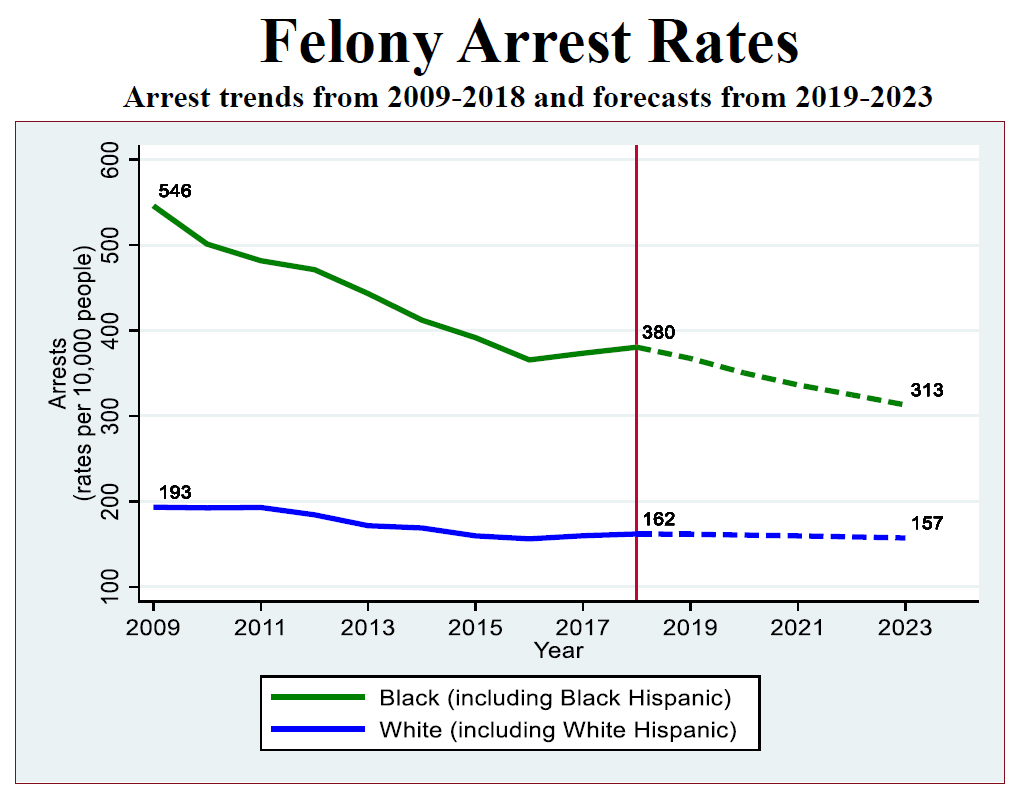 Felony Arrest Rates
Arrest trends from 2009-2018 and forecasts from 2019-2023
Arrests
(rates per 10,000 people)
600
500
400
300
200
100
546
380
313
193
162
157
2009 2011 2013 2015 2017 2019 2021 2023
Year
Black (including Black Hispanic)
White (including White Hispanic)